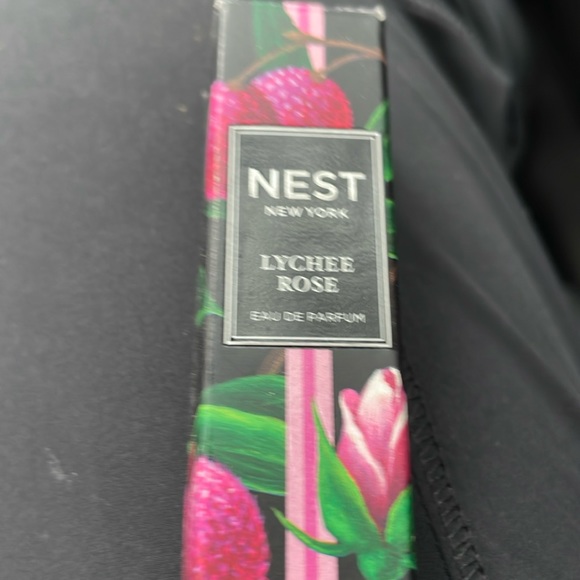 NEST
NEW YORK
LYCHEE
ROSE
EAU DE PARFUM